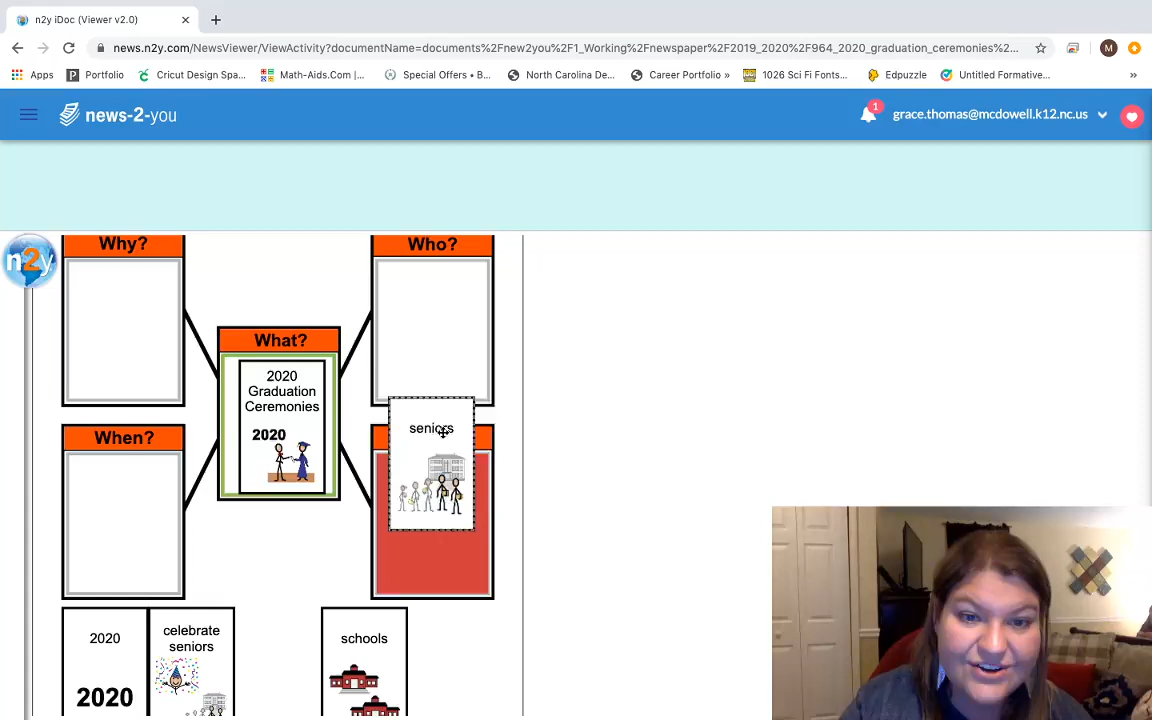 n2y iDoc (Viewer v2.0)
news.n2y.com/NewsViewer/ViewActivity?documentName=documents%2Fnew2you%2F1_Working%2Fnewspaper%2F2019_2020%2F964_2020_graduation_ceremonies%2...
M
Apps
Portfolio
Cricut Design Spa...
Math-Aids.Com |...
Special Offers • B...
North Carolina De...
Career Portfolio »
1026 Sci Fi Fonts...
Edpuzzle
Untitled Formative...
»
news-2-you
1
grace.thomas@mcdowell.k12.nc.us
n2y
Why?
Who?
What?
2020
Graduation
Ceremonies
2020
When?
seniors
2020
2020
celebrate
seniors
schools